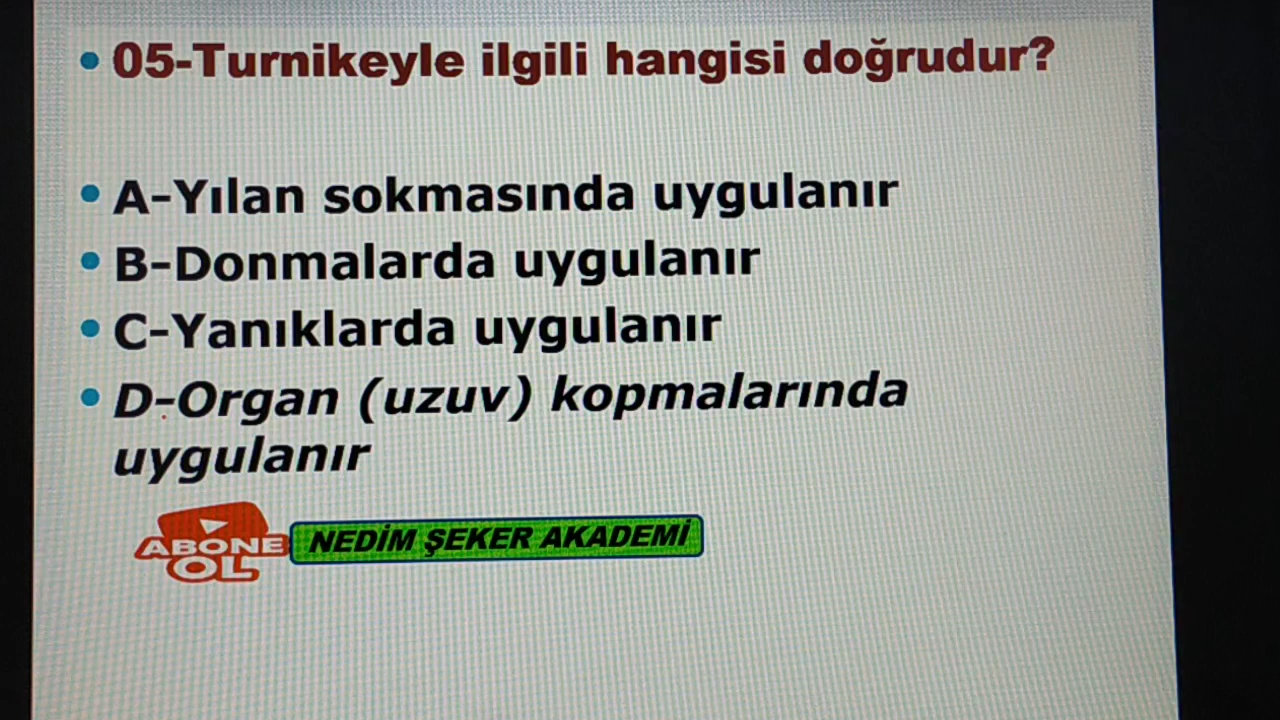 05-Turnikeyle ilgili hangisi doğrudur?
A-Yılan sokmasında uygulanır
B-Donmalarda uygulanır
C-Yanıklarda uygulanır
D-Organ (uzuv) kopmalarında
uygulanır
ABONE
OL
NEDİM ŞEKER AKADEMİ